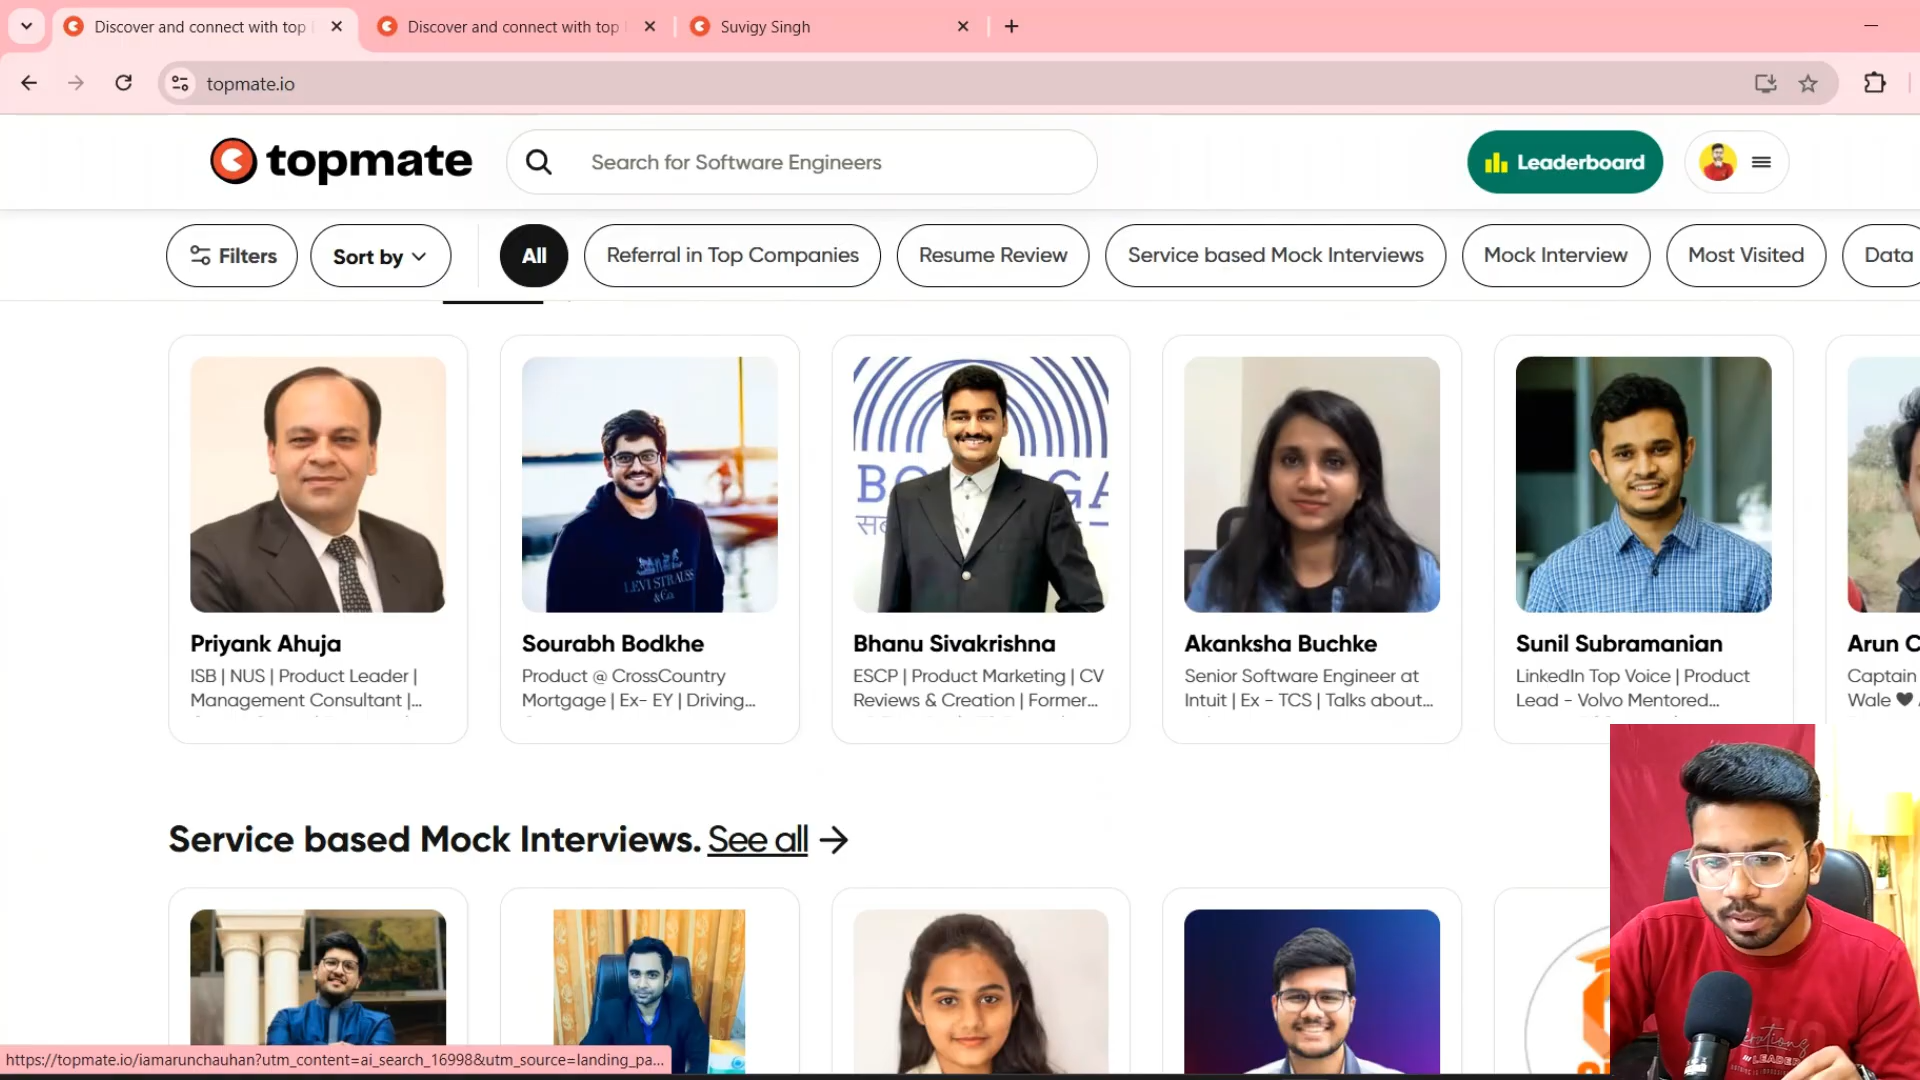 Discover and connect with top
Discover and connect with top
Suvigy Singh
topmate.io
topmate
Search for Software Engineers
Leaderboard
Filters
Sort by
All
Referral in Top Companies
Resume Review
Service based Mock Interviews
Mock Interview
Most Visited
Data
LEVI STRAUSS
& Co.
Priyank Ahuja
ISB | NUS | Product Leader |
Management Consultant |...
Sourabh Bodkhe
Product @ CrossCountry
Mortgage | Ex- EY | Driving...
Bhanu Sivakrishna
ESCP | Product Marketing | CV
Reviews & Creation | Former...
Akanksha Buchke
Senior Software Engineer at
Intuit | Ex - TCS | Talks about...
Sunil Subramanian
LinkedIn Top Voice | Product
Lead - Volvo Mentored...
Arun C
Captain
Wale
Service based Mock Interviews. See all
https://topmate.io/iamarunchauhan?utm_content=ai_search_16998&utm_source=landing_pa...
LEADER